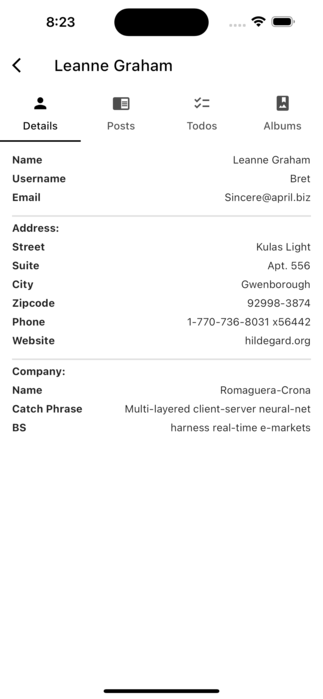 8:23
Leanne Graham
Details Posts Todos Albums
Name Leanne Graham
Username Bret
Email Sincere@april.biz
Address:
Street Kulas Light
Suite Apt. 556
City Gwenborough
Zipcode 92998-3874
Phone 1-770-736-8031 x56442
Website hildegard.org
Company:
Name Romaguera-Crona
Catch Phrase Multi-layered client-server neural-net
BS harness real-time e-markets